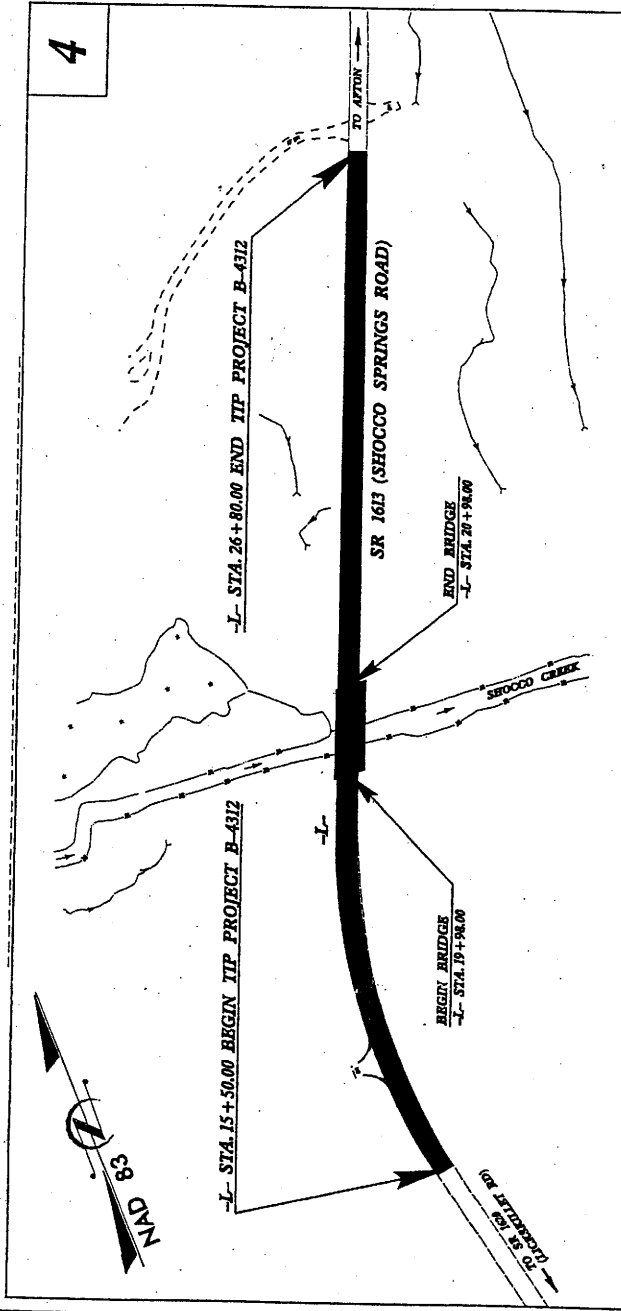 4
-L- STA. 15+50.00 BEGIN TIP PROJECT B-4312
-L- STA. 26+80.00 END TIP PROJECT B-4312
NAD 83
-L-
TO AFTON
SR 1613 (SHOCCO SPRINGS ROAD)
BEGIN BRIDGE
-L- STA. 19+98.00
END BRIDGE
-L- STA. 20+98.00
SHOCCO CREEK
TO SR 1620
(LICKSKILLET RD)